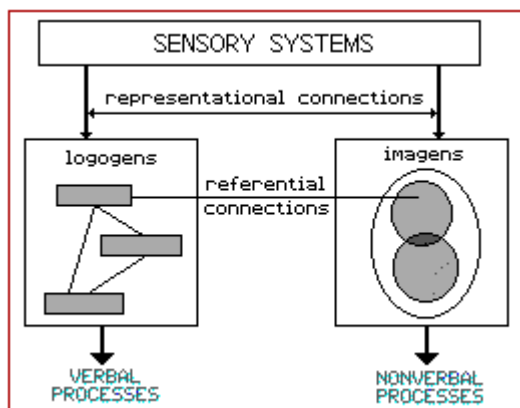 SENSORY SYSTEMS
representational connections
logogens
imagens
referential
connections
VERBAL
PROCESSES
NONVERBAL
PROCESSES